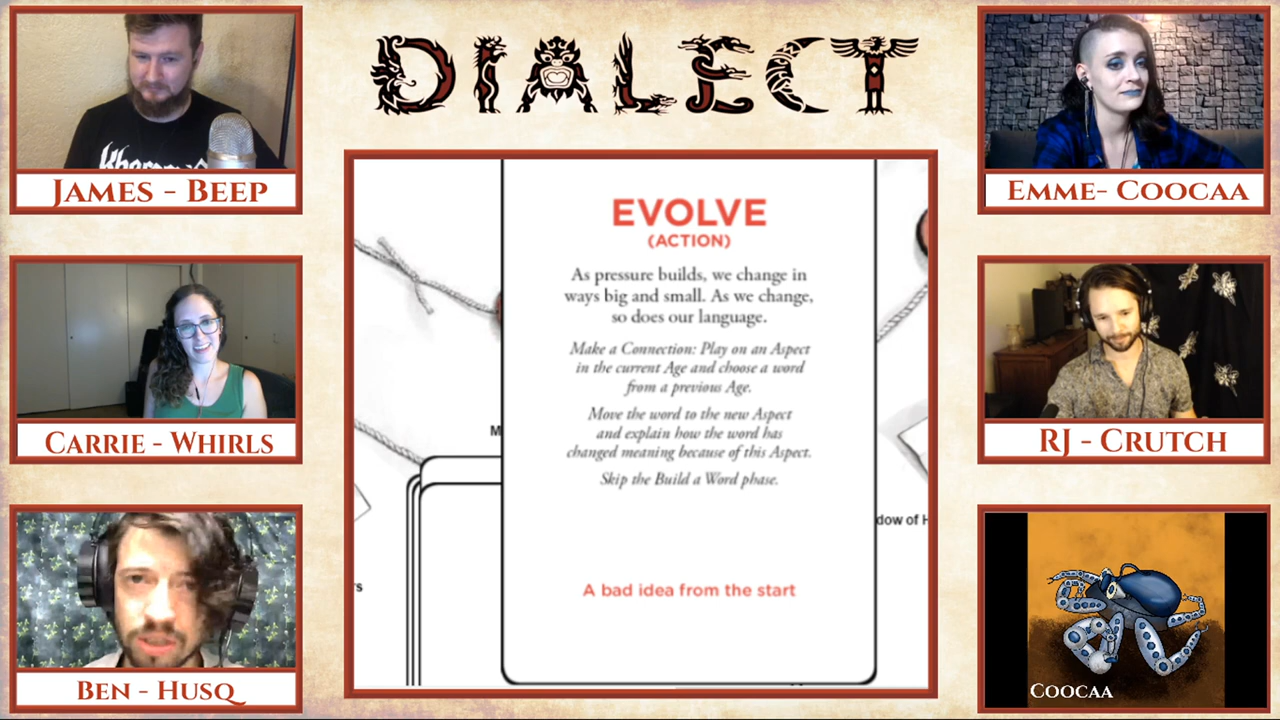 DIALECT
JAMES - BEEP
EMME- COOCAA
EVOLVE
(ACTION)
As pressure builds, we change in
ways big and small. As we change,
so does our language.
Make a Connection: Play on an Aspect
in the current Age and choose a word
from a previous Age.
Move the word to the new Aspect
and explain how the word has
changed meaning because of this Aspect.
Skip the Build a Word phase.
A bad idea from the start
CARRIE - WHIRLS
RJ - CRUTCH
BEN - HUSQ
COOCAA